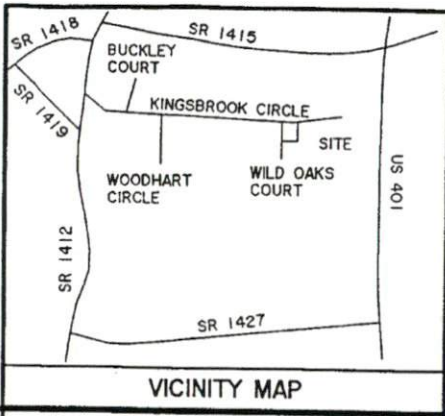 SR 1418
SR 1415
BUCKLEY
COURT
SR 1419
KINGSBROOK CIRCLE
SITE
WOODHART
CIRCLE
WILD OAKS
COURT
US 401
SR 1412
SR 1427
VICINITY MAP